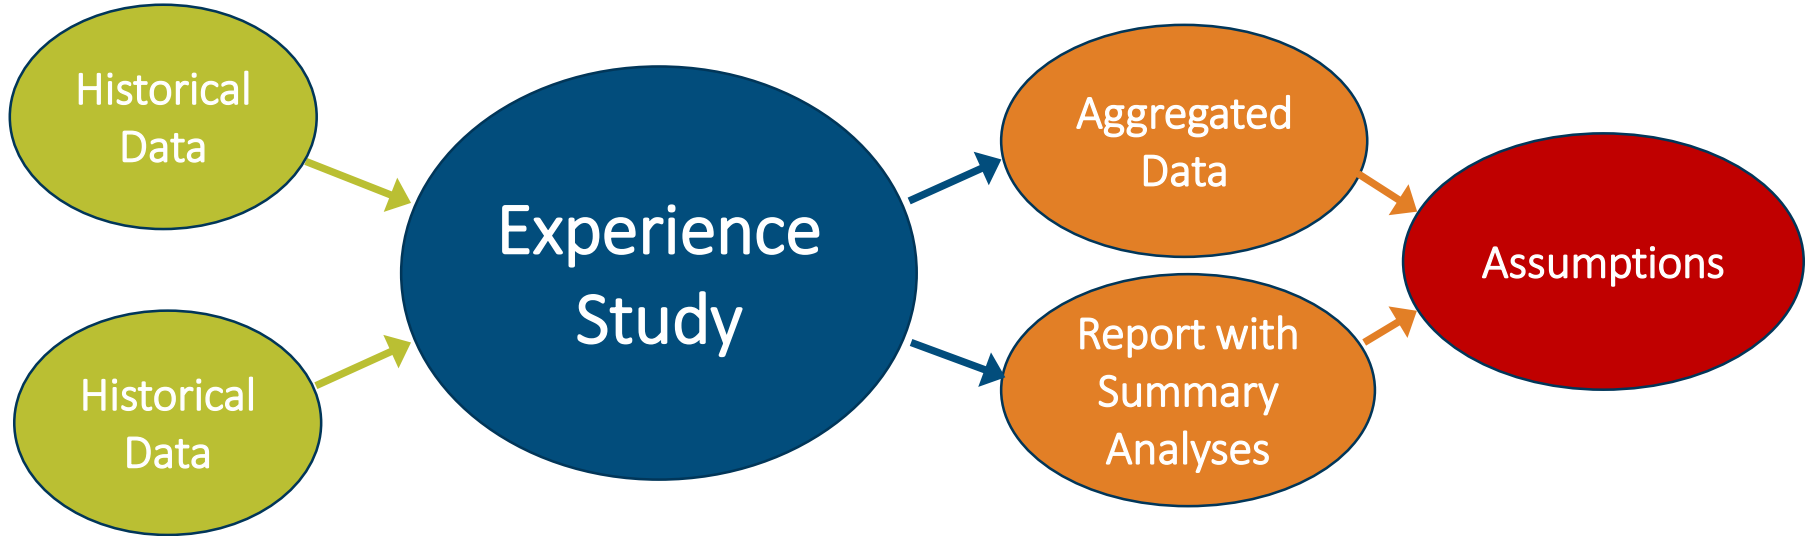 Historical
Data
Historical
Data
Experience
Study
Aggregated
Data
Report with
Summary
Analyses
Assumptions